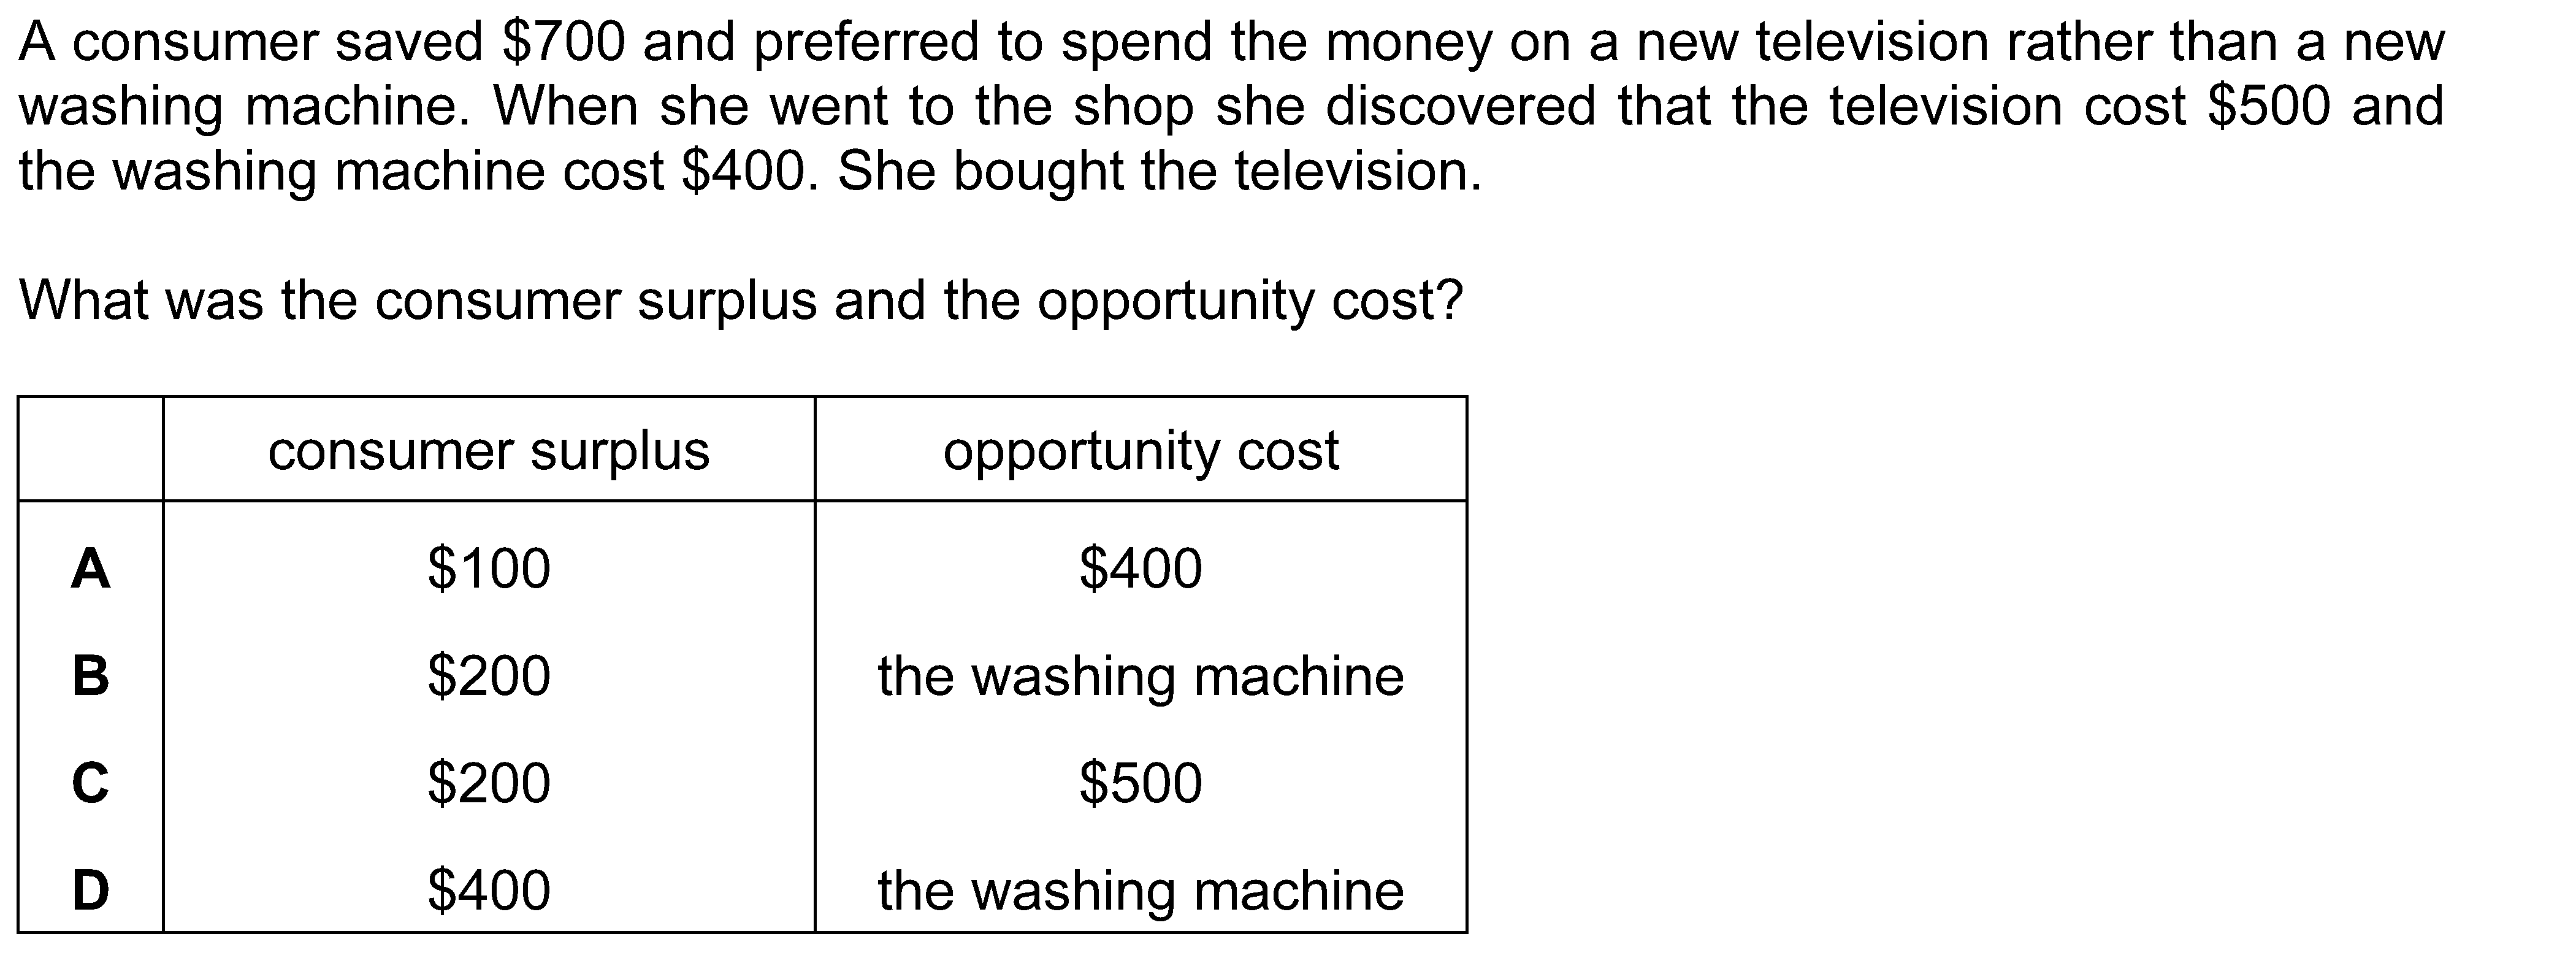 A consumer saved $700 and preferred to spend the money on a new television rather than a new
washing machine. When she went to the shop she discovered that the television cost $500 and
the washing machine cost $400. She bought the television.
What was the consumer surplus and the opportunity cost?
consumer surplus opportunity cost
A $100 $400
B $200 the washing machine
C $200 $500
D $400 the washing machine